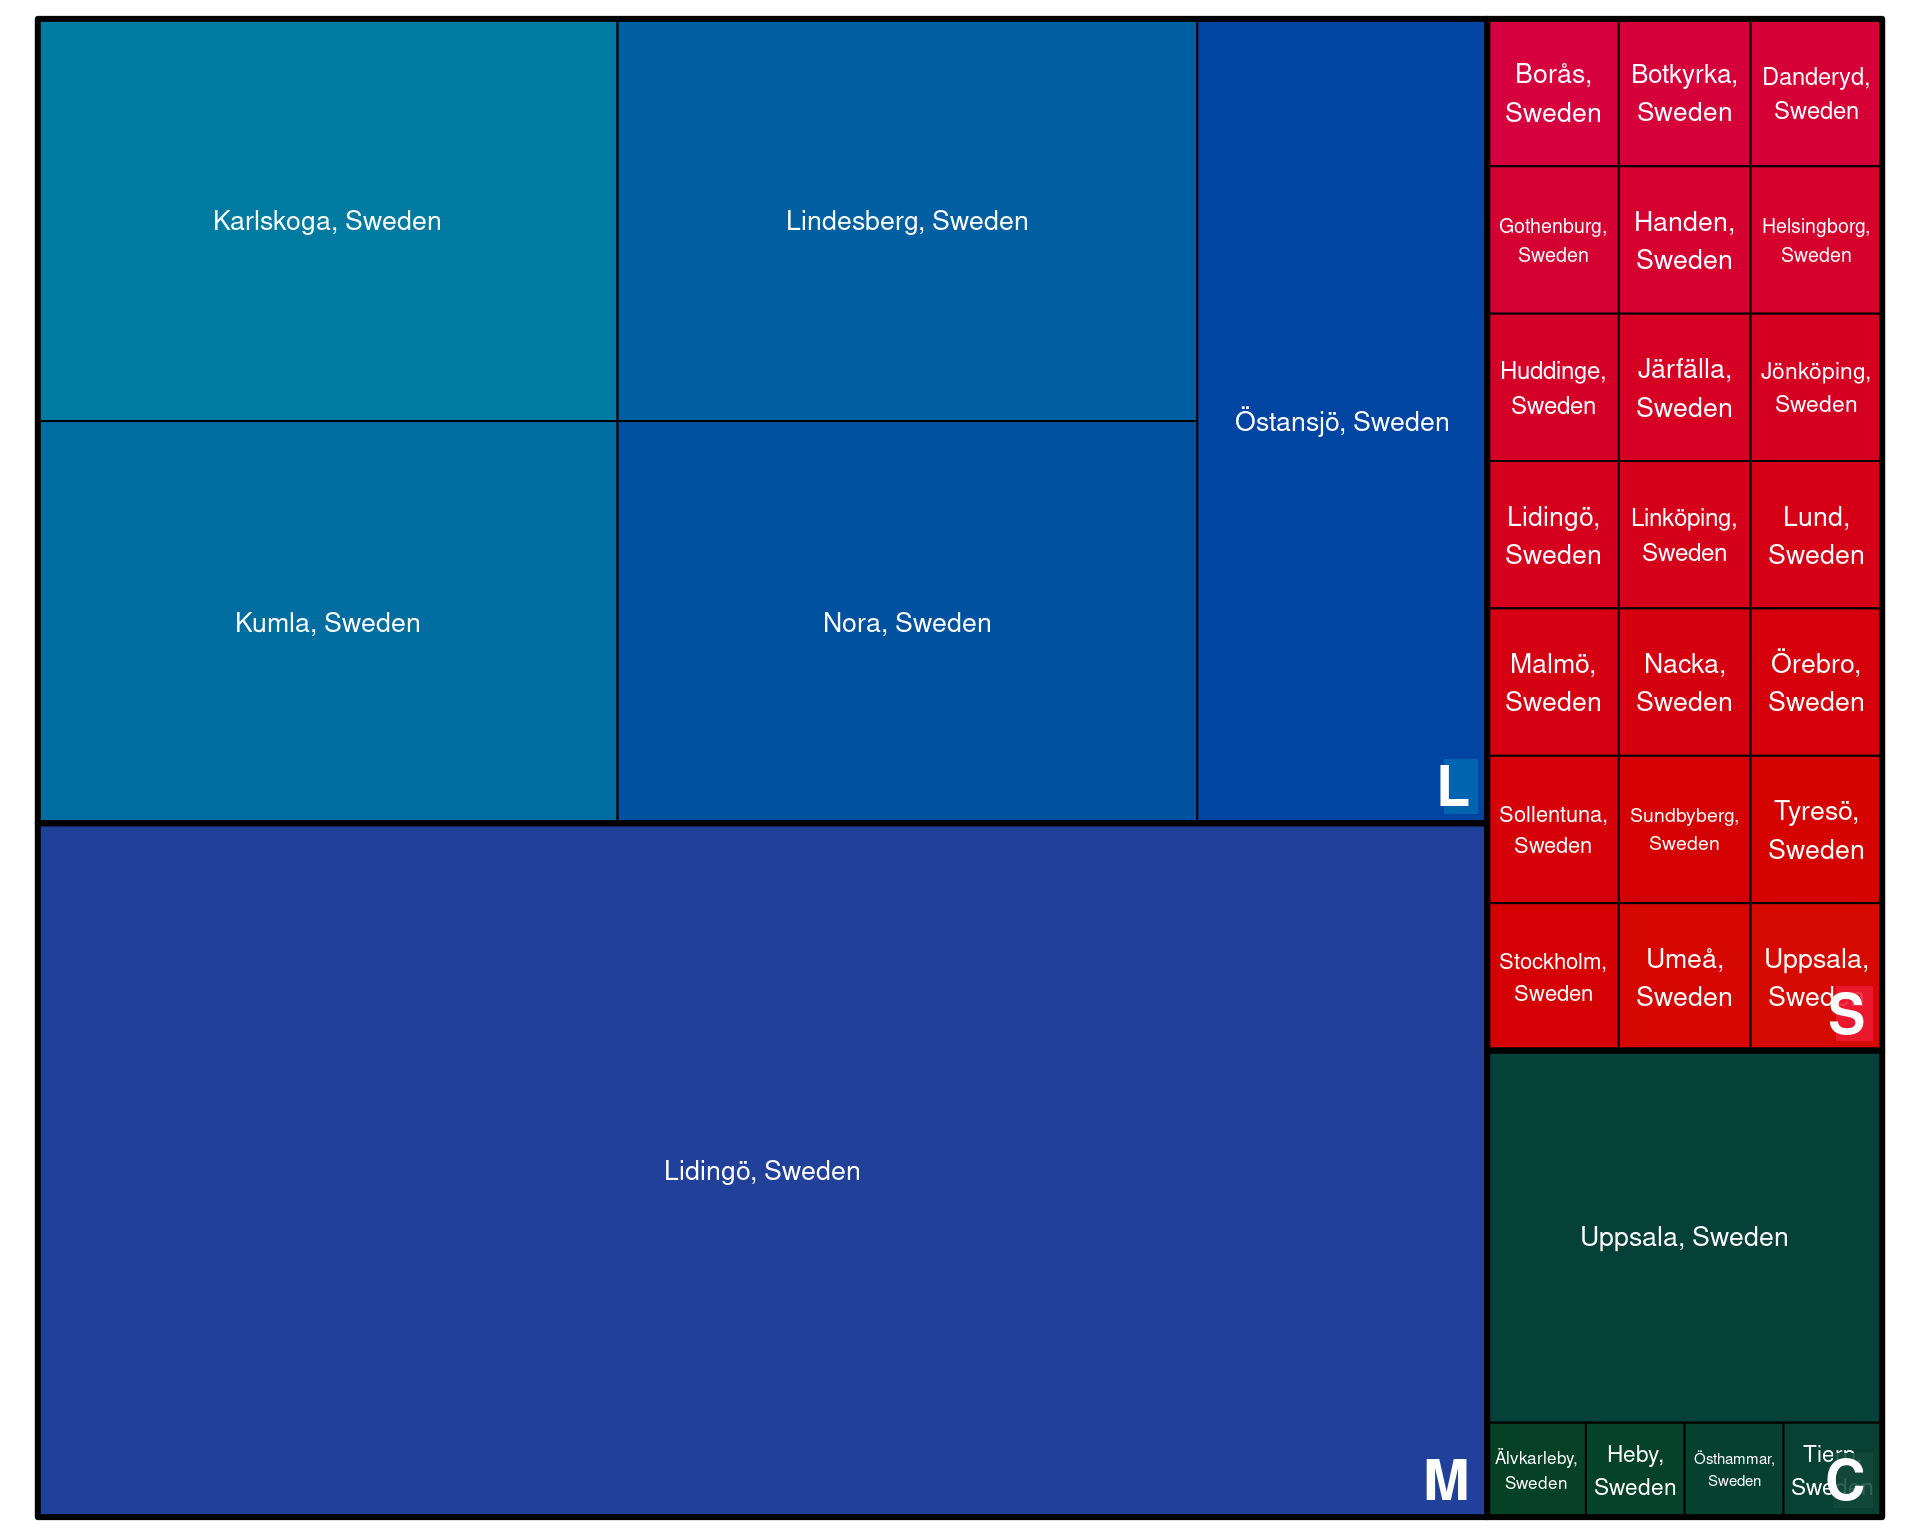 Karlskoga, Sweden
Lindesberg, Sweden
Östansjö, Sweden
Kumla, Sweden
Nora, Sweden
L
Lidingö, Sweden
M
Borås,
Sweden
Botkyrka,
Sweden
Danderyd,
Sweden
Gothenburg,
Sweden
Handen,
Sweden
Helsingborg,
Sweden
Huddinge,
Sweden
Järfälla,
Sweden
Jönköping,
Sweden
Lidingö,
Sweden
Linköping,
Sweden
Lund,
Sweden
Malmö,
Sweden
Nacka,
Sweden
Örebro,
Sweden
Sollentuna,
Sweden
Sundbyberg,
Sweden
Tyresö,
Sweden
Stockholm,
Sweden
Umeå,
Sweden
Uppsala,
Sweden
S
Uppsala, Sweden
Älvkarleby,
Sweden
Heby,
Sweden
Östhammar,
Sweden
Tierp,
Sweden
C